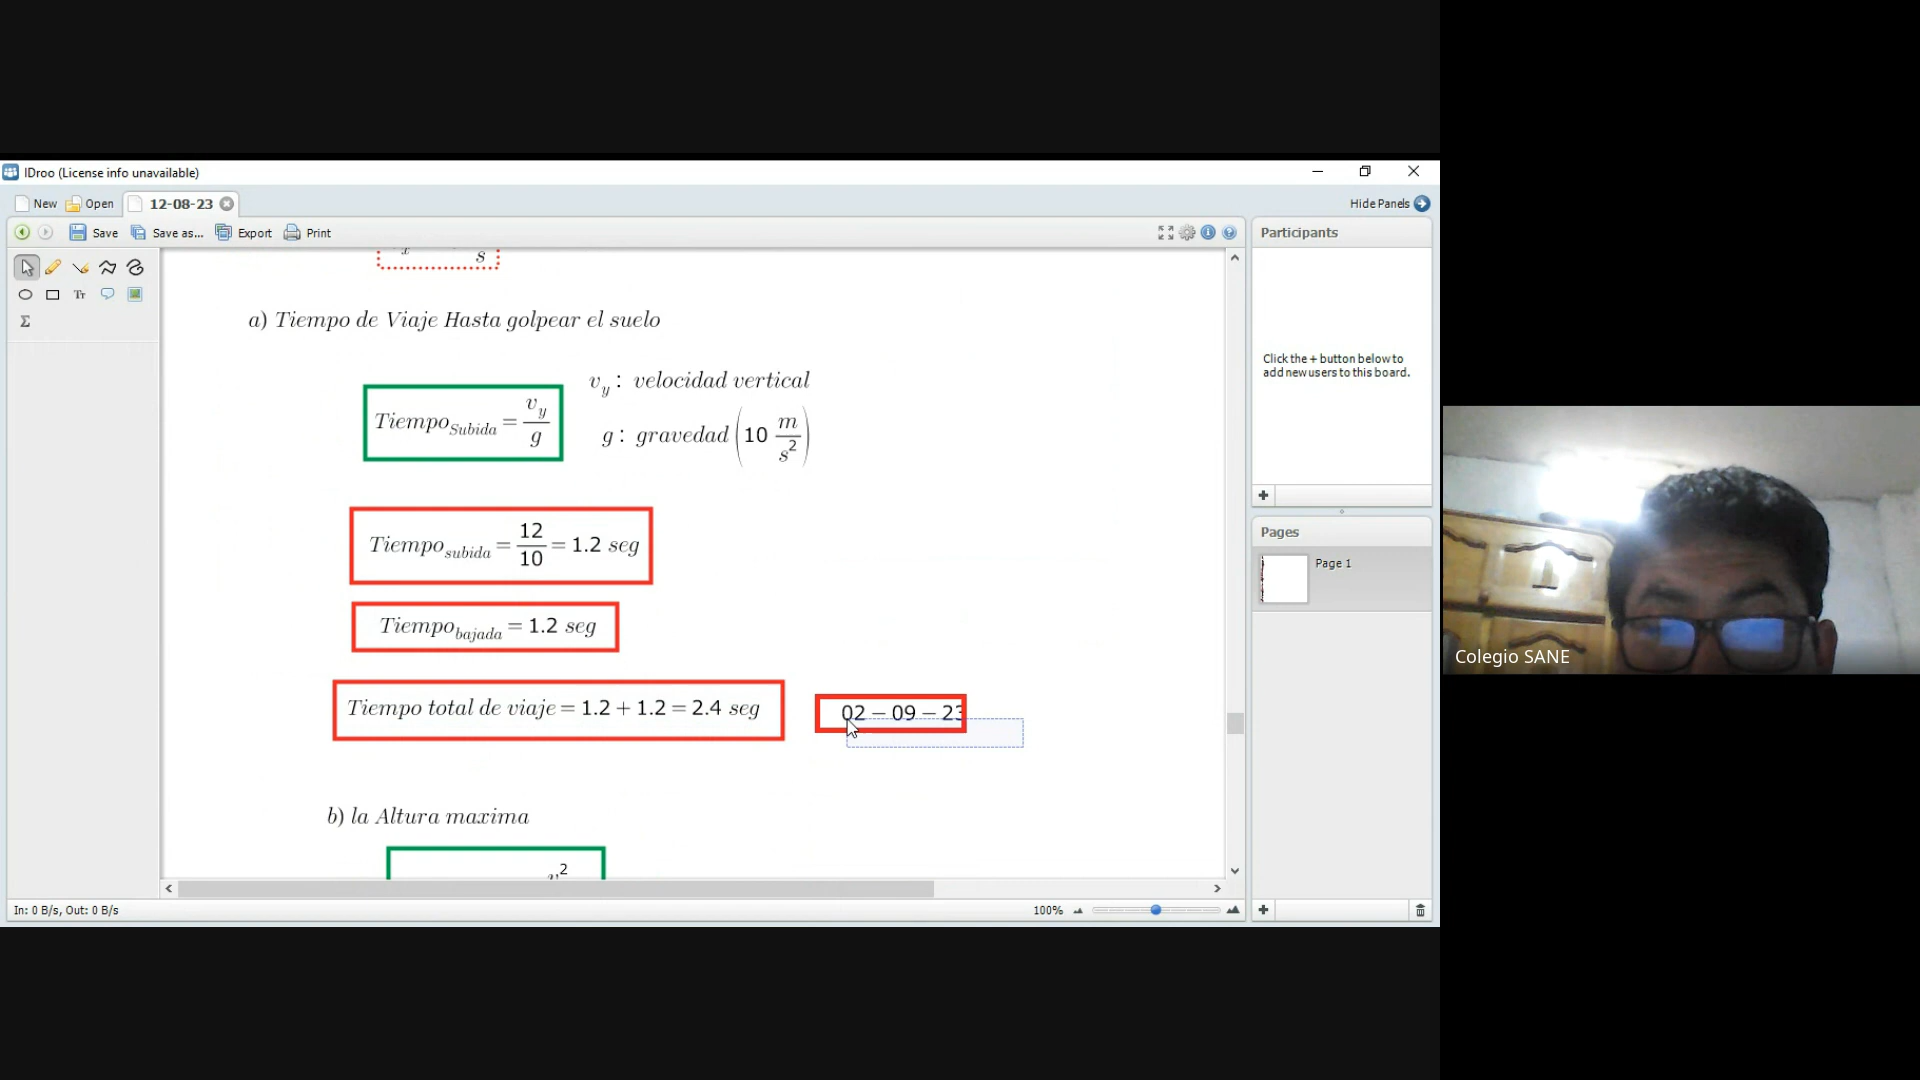 IDroo (License info unavailable)
New Open 12-08-23 Hide Panels
Save Save as... Export Print
Participants
x s
a) Tiempo de Viaje Hasta golpear el suelo
v_y : velocidad vertical
Tiempo_Subida = v_y / g
g : gravedad (10 m / s²)
Click the + button below to
add new users to this board.
Pages
Page 1
Tiempo_subida = 12 / 10 = 1.2 seg
Tiempo_bajada = 1.2 seg
Tiempo total de viaje = 1.2 + 1.2 = 2.4 seg
02 – 09 – 23
b) la Altura maxima
Tr
Σ
In: 0 B/s, Out: 0 B/s
100%
Colegio SANE